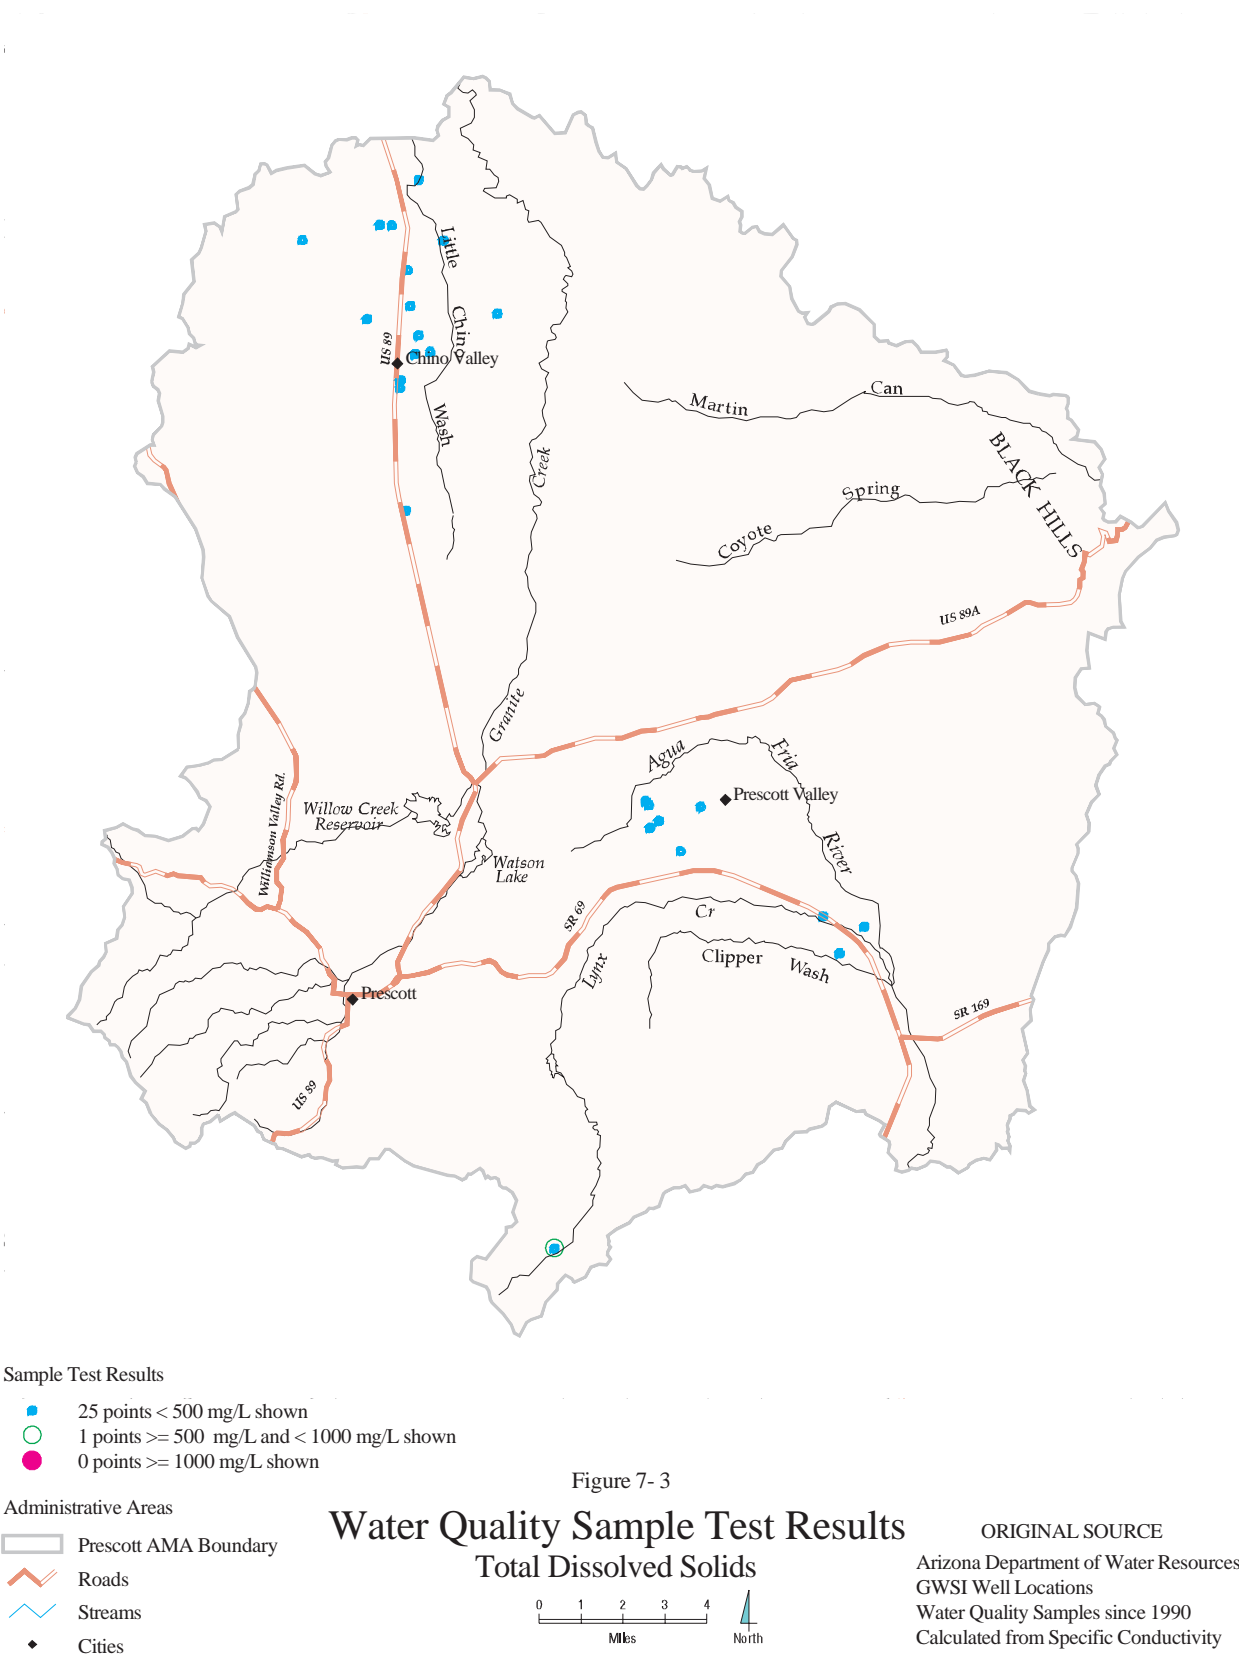 Little
Chino
Wash
US 89
Chino Valley
Creek
Granite
Martin
Can
BLACK HILLS
Spring
Coyote
US 89A
Agua
Fria
River
Prescott Valley
Williamson Valley Rd.
Willow Creek
Reservoir
Watson
Lake
SR 69
Cr
Lynx
Clipper
Wash
Prescott
SR 169
US 89
Sample Test Results
25 points < 500 mg/L shown
1 points >= 500 mg/L and < 1000 mg/L shown
0 points >= 1000 mg/L shown
Administrative Areas
Prescott AMA Boundary
Roads
Streams
Cities
Figure 7- 3
Water Quality Sample Test Results
Total Dissolved Solids
0 1 2 3 4
Miles
North
ORIGINAL SOURCE
Arizona Department of Water Resources
GWSI Well Locations
Water Quality Samples since 1990
Calculated from Specific Conductivity